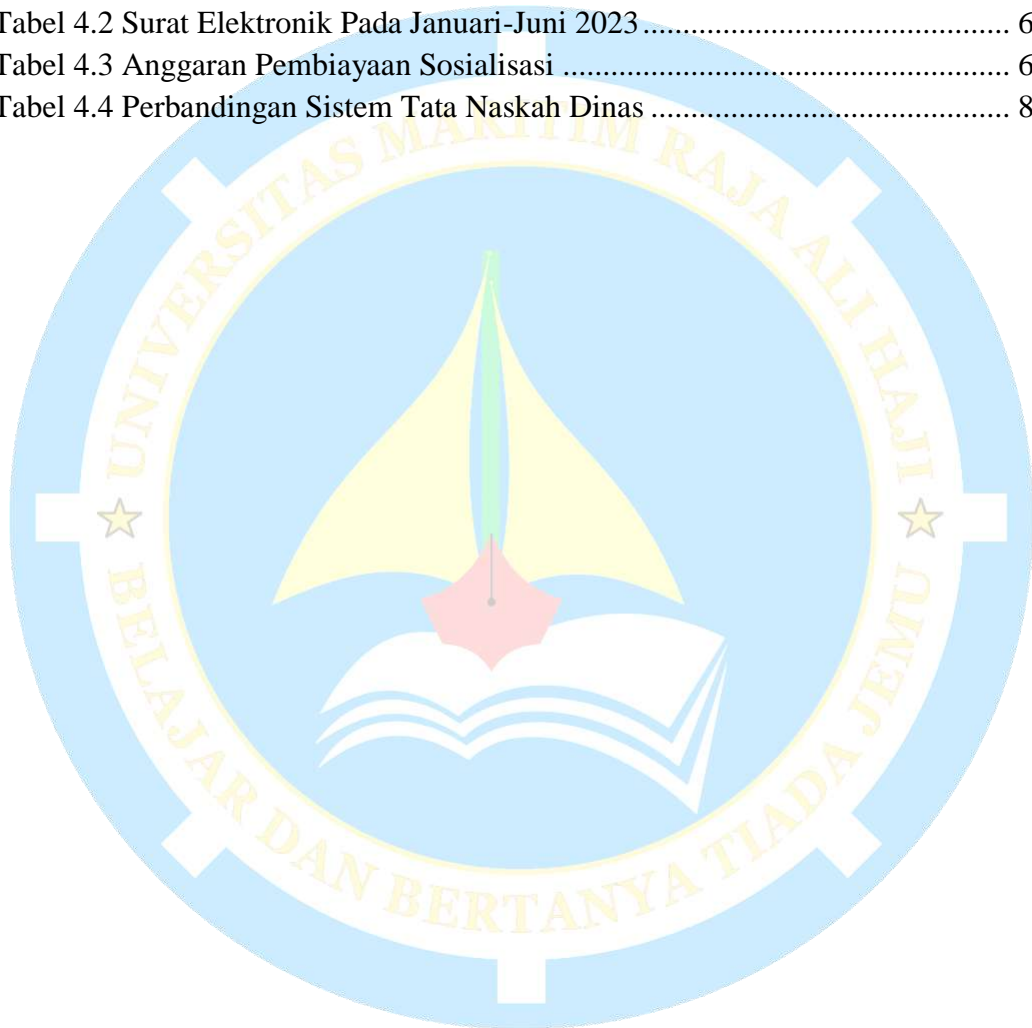 Tabel 4.2 Surat Elektronik Pada Januari-Juni 2023 ........................................ 6
Tabel 4.3 Anggaran Pembiayaan Sosialisasi ................................................. 6
Tabel 4.4 Perbandingan Sistem Tata Naskah Dinas ....................................... 8
UNIVERSITAS MARITIM RAJA ALI HAJI
BELAJAR DAN BERTANYA TIADA JEMU